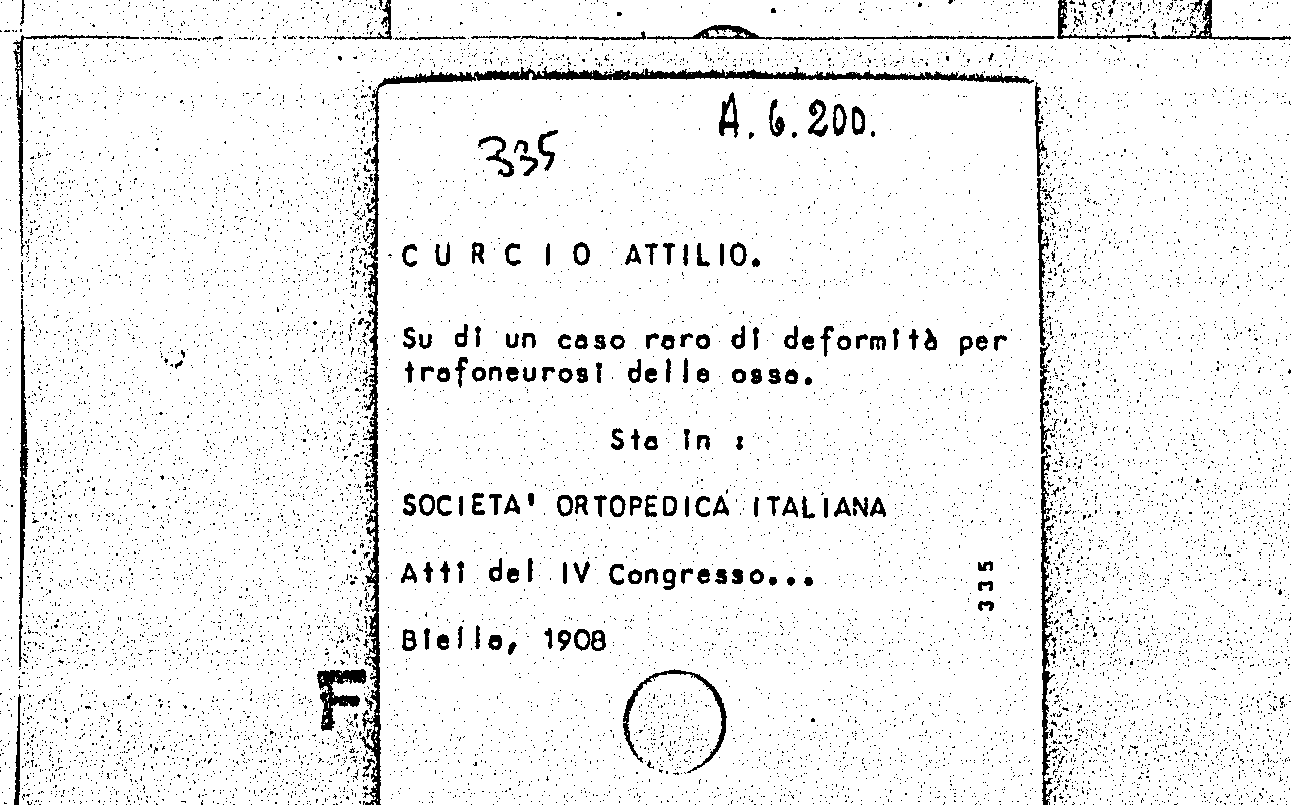 A. 6. 200.
335
C U R C I O ATTILIO.
Su di un caso raro di deformità per
trofoneurosi delle ossa.
Sta in :
SOCIETA' ORTOPEDICA ITALIANA
Atti del IV Congresso...
335
Biella, 1908
F